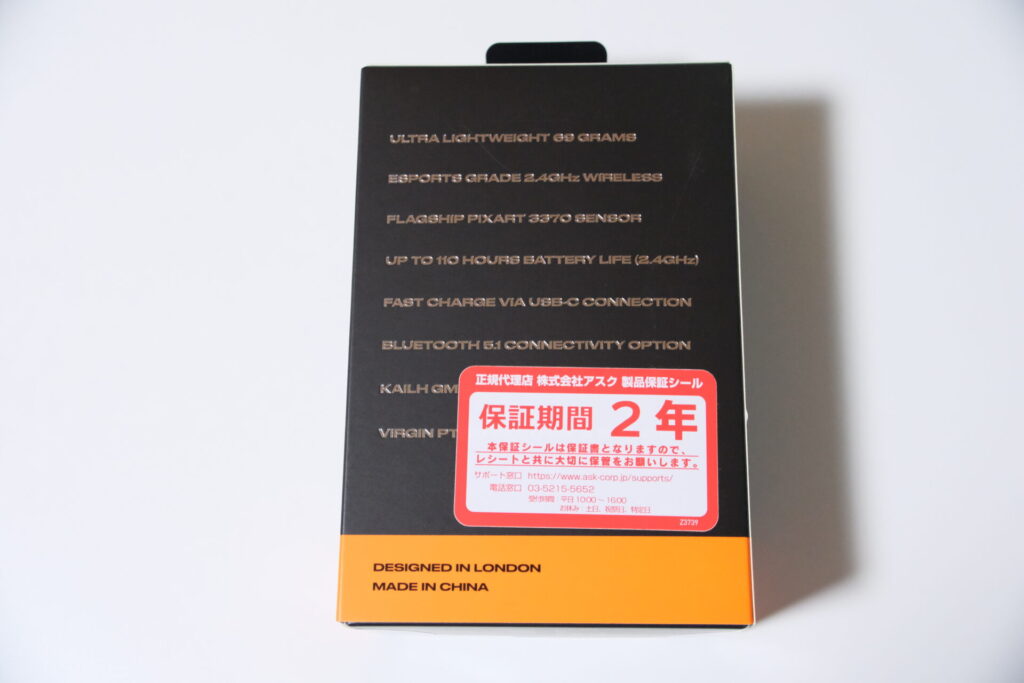 ULTRA LIGHTWEIGHT 69 GRAMS
ESPORTS GRADE 2.4GHz WIRELESS
FLAGSHIP PIXART 3370 SENSOR
UP TO 110 HOURS BATTERY LIFE (2.4GHz)
FAST CHARGE VIA USB-C CONNECTION
BLUETOOTH 5.1 CONNECTIVITY OPTION
KAILH GM
VIRGIN PT
正規代理店 株式会社アスク 製品保証シール
保証期間 2年
本保証シールは保証書となりますので、
レシートと共に大切に保管をお願いします。
サポート窓口 https://www.ask-corp.jp/supports/
電話窓口 03-5215-5652
受付時間：平日 10:00～16:00
お休み：土日、祝祭日、特定日
Z3739
DESIGNED IN LONDON
MADE IN CHINA